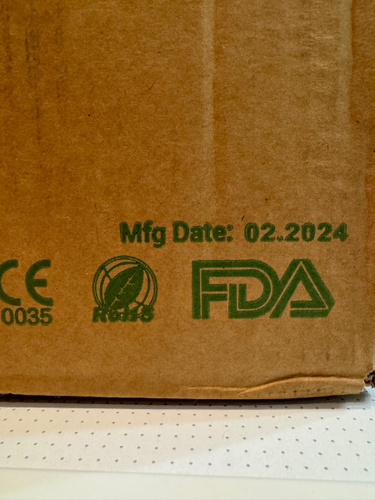 Mfg Date: 02.2024
CE RoHS FDA
0035